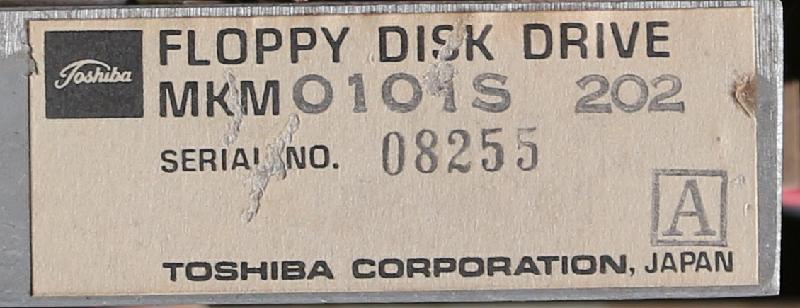 Toshiba
FLOPPY DISK DRIVE
MKM0101S 202
SERIAL NO. 08255
A
TOSHIBA CORPORATION, JAPAN